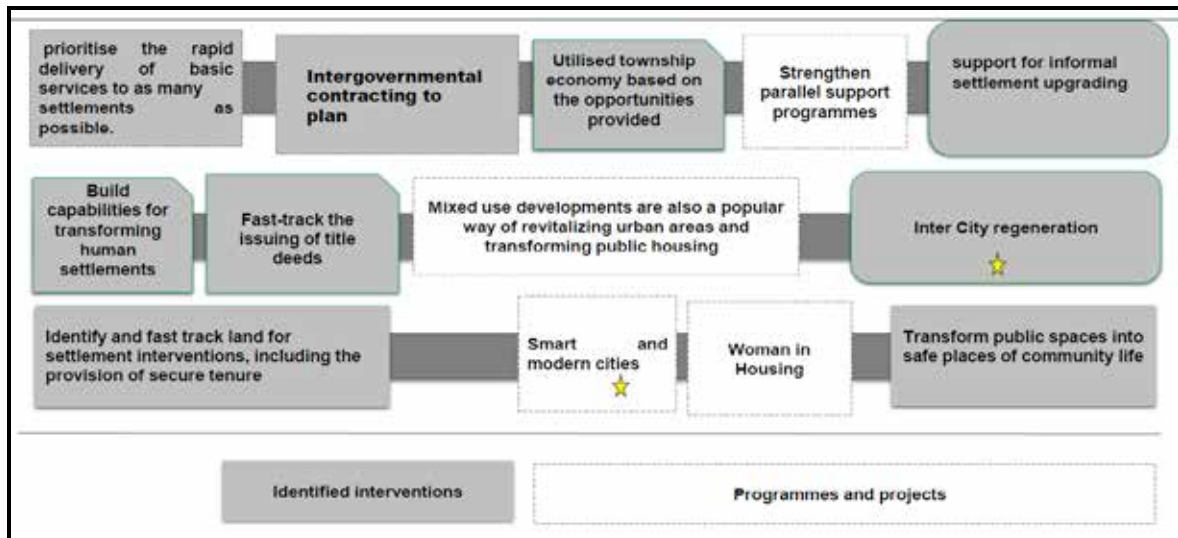 prioritise the rapid
delivery of basic
services to as many
settlements as
possible.
Intergovernmental
contracting to
plan
Utilised township
economy based on
the opportunities
provided
Strengthen
parallel support
programmes
support for informal
settlement upgrading
Build
capabilities for
transforming
human
settlements
Fast-track the
issuing of title
deeds
Mixed use developments are also a popular
way of revitalizing urban areas and
transforming public housing
Inter City regeneration
Identify and fast track land for
settlement interventions, including the
provision of secure tenure
Smart and
modern cities
Woman in
Housing
Transform public spaces into
safe places of community life
Identified interventions
Programmes and projects